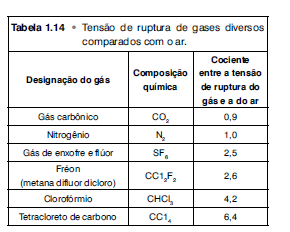 Tabela 1.14 • Tensão de ruptura de gases diversos
comparados com o ar.
Designação do gás
Composição
química
Cociente
entre a tensão
de ruptura do
gás e a do ar
Gás carbônico CO₂ 0,9
Nitrogênio N₂ 1,0
Gás de enxofre e flúor SF₆ 2,5
Fréon
(metana difluor dicloro) CC1₂F₂ 2,6
Clorofórmio CHCl₃ 4,2
Tetracloreto de carbono CC1₄ 6,4